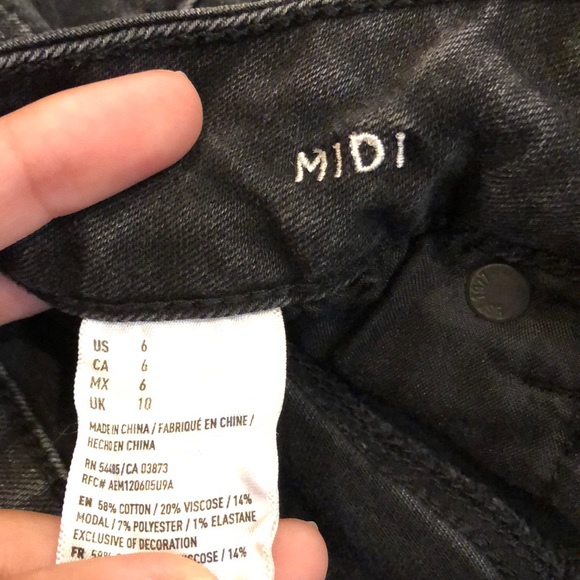 MIDI
US 6
CA 6
MX 6
UK 10
MADE IN CHINA / FABRIQUÉ EN CHINE /
HECHO EN CHINA
RN 54485/CA 03873
RFC# AEM120605U9A
EN 58% COTTON / 20% VISCOSE / 14%
MODAL / 7% POLYESTER / 1% ELASTANE
EXCLUSIVE OF DECORATION